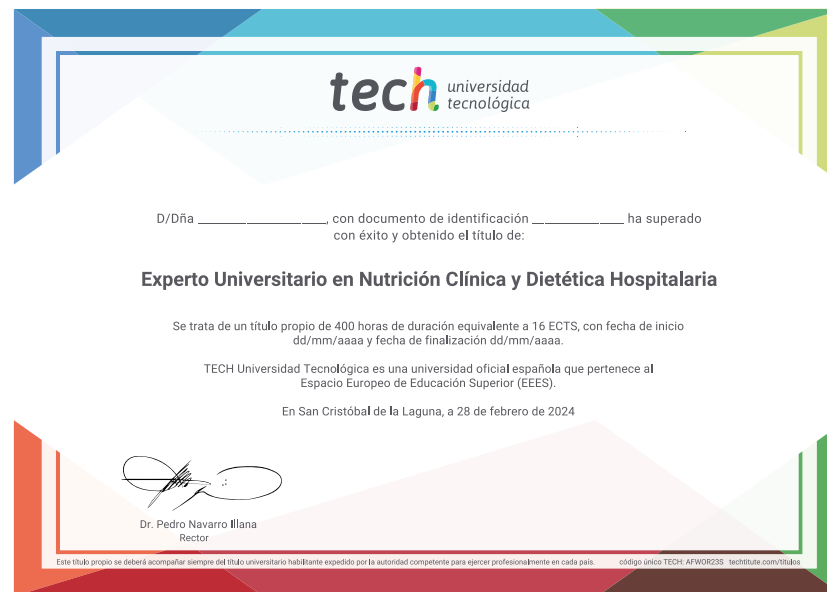 tech universidad
tecnológica
D/Dña ____________________, con documento de identificación ______________ ha superado
con éxito y obtenido el título de:
Experto Universitario en Nutrición Clínica y Dietética Hospitalaria
Se trata de un título propio de 400 horas de duración equivalente a 16 ECTS, con fecha de inicio
dd/mm/aaaa y fecha de finalización dd/mm/aaaa.
TECH Universidad Tecnológica es una universidad oficial española que pertenece al
Espacio Europeo de Educación Superior (EEES).
En San Cristóbal de la Laguna, a 28 de febrero de 2024
Dr. Pedro Navarro Illana
Rector
Este título propio se deberá acompañar siempre del título universitario habilitante expedido por la autoridad competente para ejercer profesionalmente en cada país. código único TECH: AFWOR23S techtitute.com/títulos